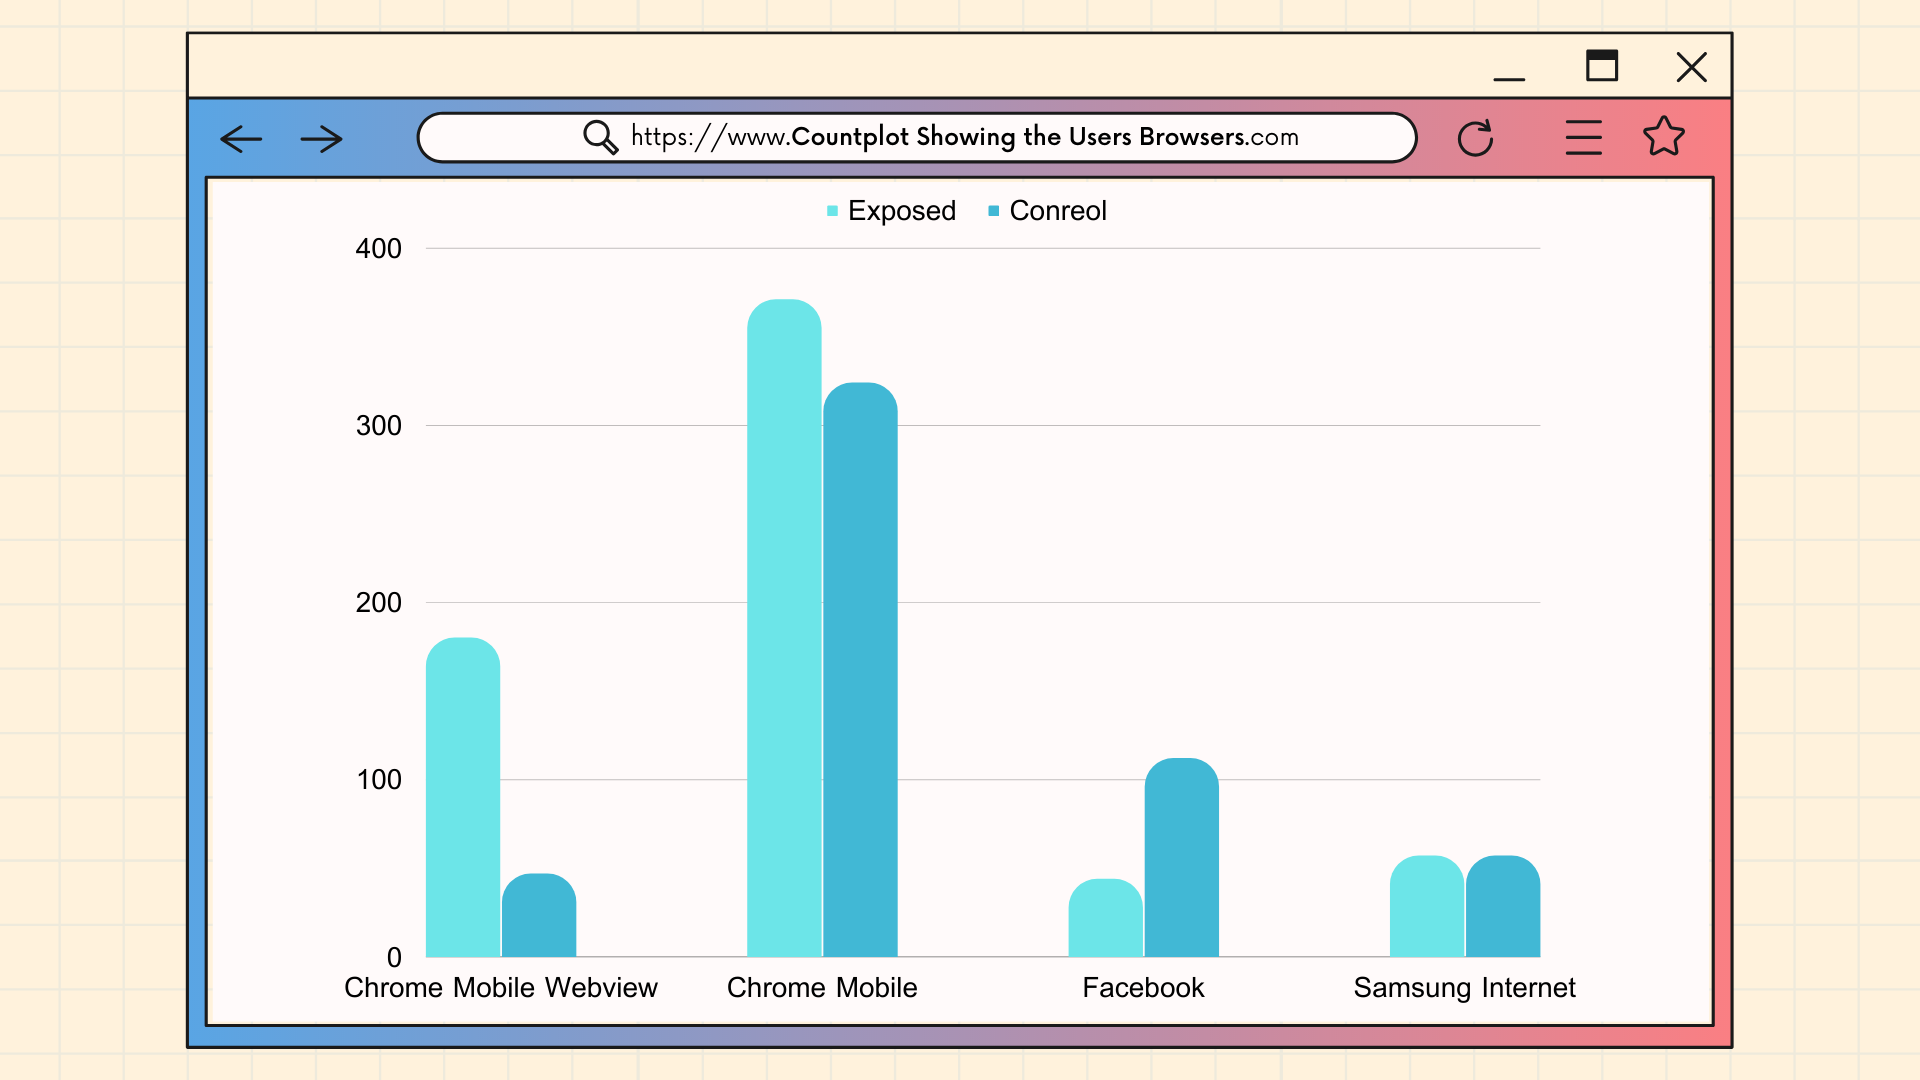 https://www.Countplot Showing the Users Browsers.com
Exposed Conreol
400
300
200
100
0
Chrome Mobile Webview Chrome Mobile Facebook Samsung Internet